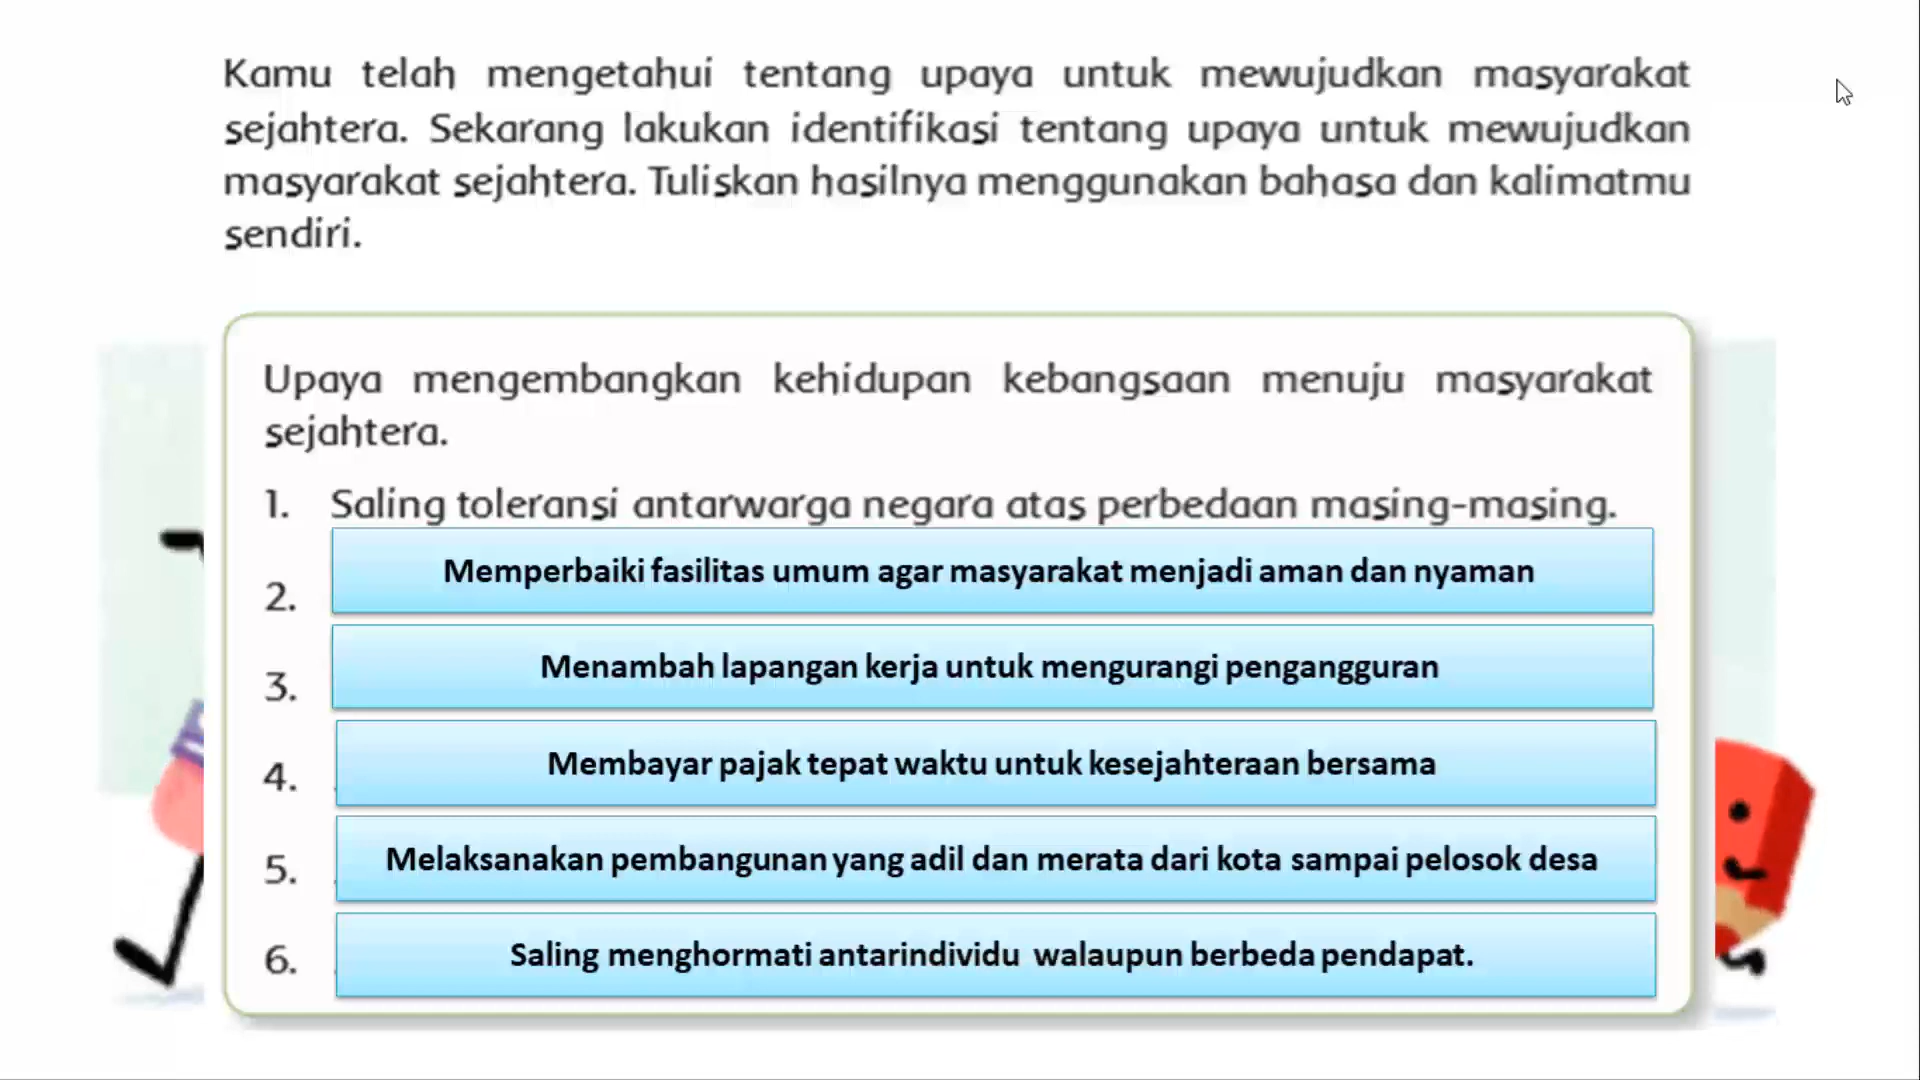 Kamu telah mengetahui tentang upaya untuk mewujudkan masyarakat
sejahtera. Sekarang lakukan identifikasi tentang upaya untuk mewujudkan
masyarakat sejahtera. Tuliskan hasilnya menggunakan bahasa dan kalimatmu
sendiri.
Upaya mengembangkan kehidupan kebangsaan menuju masyarakat
sejahtera.
1. Saling toleransi antarwarga negara atas perbedaan masing-masing.
2. Memperbaiki fasilitas umum agar masyarakat menjadi aman dan nyaman
3. Menambah lapangan kerja untuk mengurangi pengangguran
4. Membayar pajak tepat waktu untuk kesejahteraan bersama
5. Melaksanakan pembangunan yang adil dan merata dari kota sampai pelosok desa
6. Saling menghormati antarindividu walaupun berbeda pendapat.